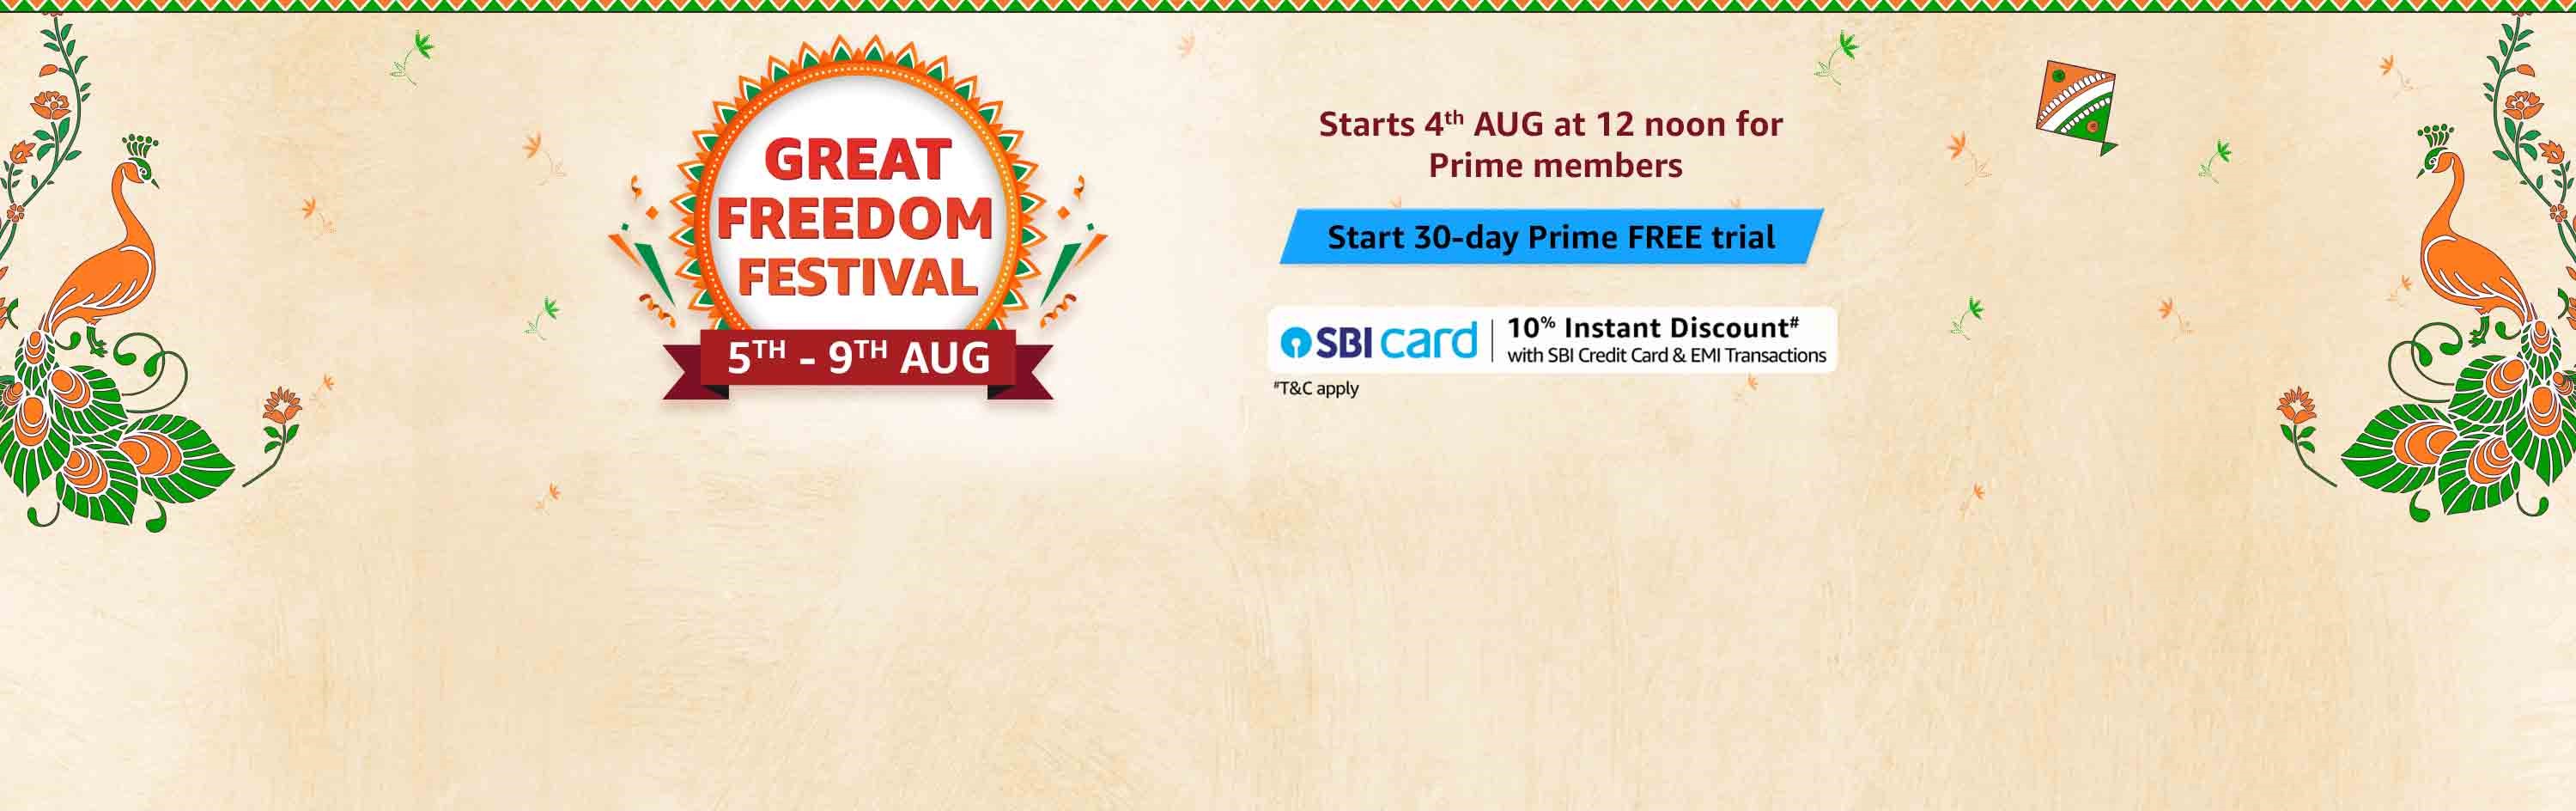 GREAT
FREEDOM
FESTIVAL
5TH - 9TH AUG
Starts 4th AUG at 12 noon for
Prime members
Start 30-day Prime FREE trial
SBI card
10% Instant Discount#
with SBI Credit Card & EMI Transactions
#T&C apply